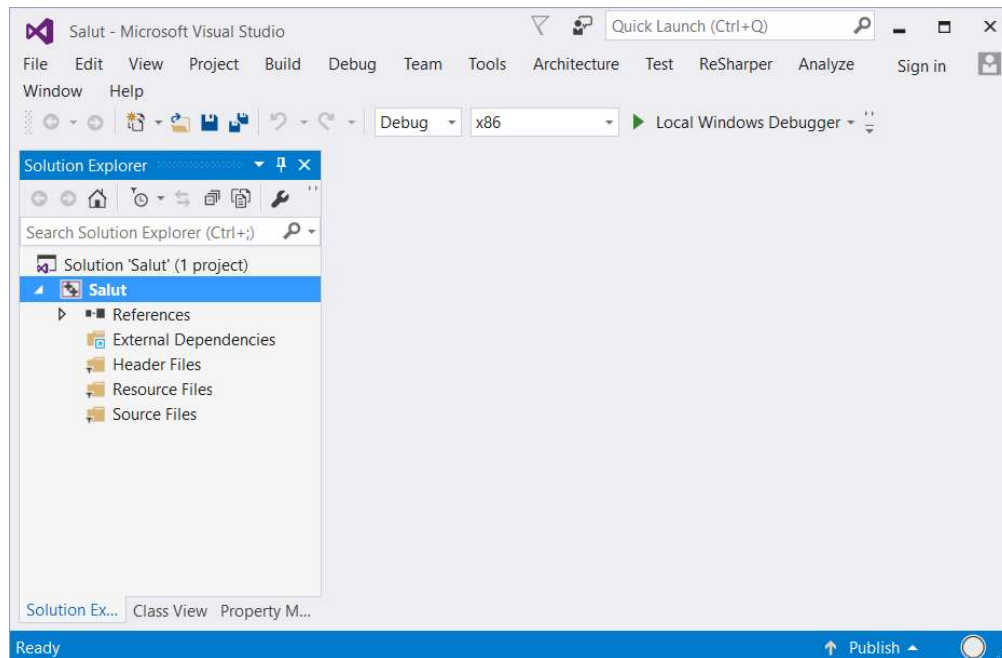 Salut - Microsoft Visual Studio
Quick Launch (Ctrl+Q)
File Edit View Project Build Debug Team Tools Architecture Test ReSharper Analyze Sign in
Window Help
Debug x86 Local Windows Debugger
Solution Explorer
Search Solution Explorer (Ctrl+;)
Solution 'Salut' (1 project)
Salut
References
External Dependencies
Header Files
Resource Files
Source Files
Solution Ex... Class View Property M...
Ready Publish